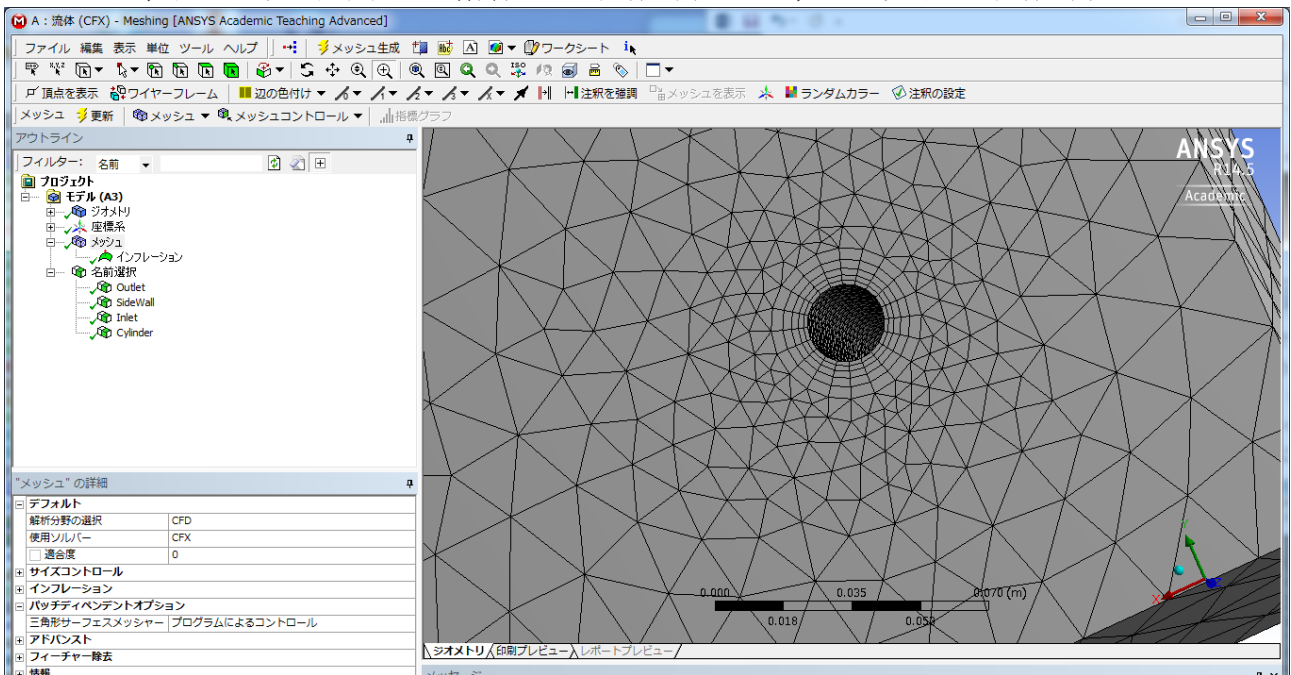 A : 流体 (CFX) - Meshing [ANSYS Academic Teaching Advanced]
ファイル 編集 表示 単位 ツール ヘルプ メッシュ生成 ワークシート
頂点を表示 ワイヤーフレーム 辺の色付け 注釈を強調 メッシュを表示 ランダムカラー 注釈の設定
メッシュ 更新 メッシュ メッシュコントロール 指標グラフ
アウトライン
フィルター: 名前
プロジェクト
モデル (A3)
ジオメトリ
座標系
メッシュ
インフレーション
名前選択
Outlet
SideWall
Inlet
Cylinder
"メッシュ" の詳細
デフォルト
解析分野の選択 CFD
使用ソルバー CFX
適合度 0
サイズコントロール
インフレーション
パッチディペンデントオプション
三角形サーフェスメッシャー プログラムによるコントロール
アドバンスト
フィーチャー除去
情報
ANSYS
R14.5
Academic
Y
X
0.000 0.035 0.070 (m)
0.018
ジオメトリ 印刷プレビュー レポートプレビュー